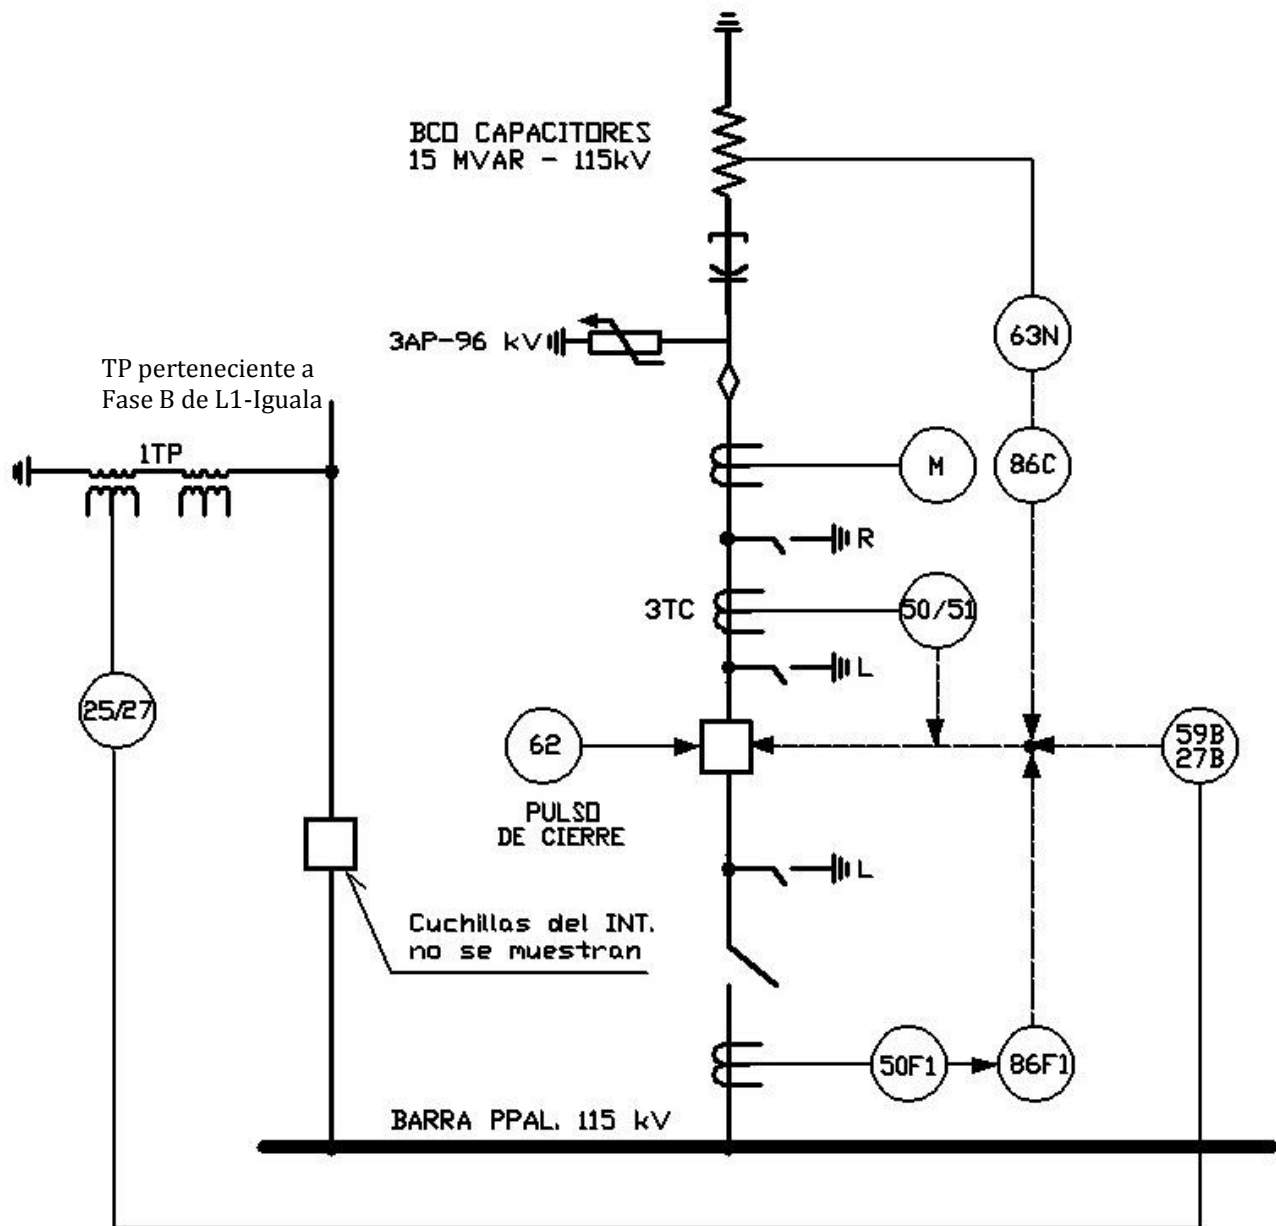 BCO CAPACITORES
15 MVAR - 115kV
3AP-96 kV
63N
TP perteneciente a
Fase B de L1-Iguala
1TP
M
86C
R
3TC
50/51
L
25/27
62
59B
27B
PULSO
DE CIERRE
L
Cuchillas del INT.
no se muestran
50F1
86F1
BARRA PPAL. 115 kV